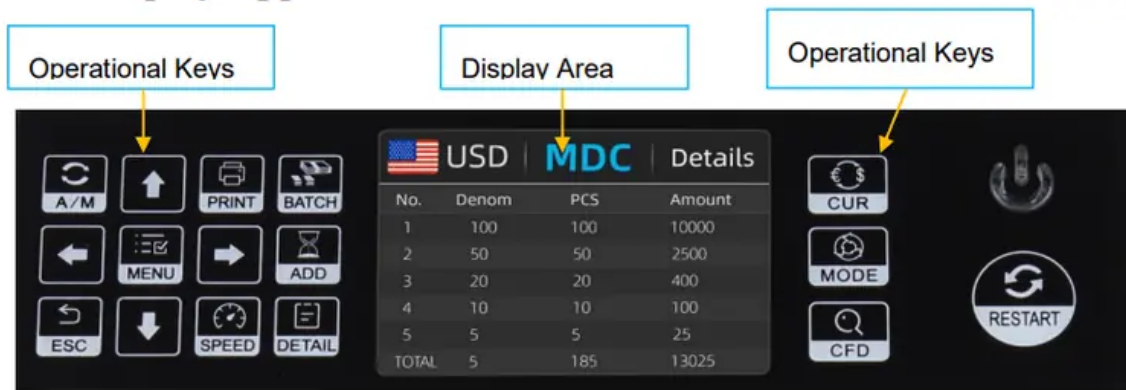 Operational Keys
Display Area
Operational Keys
A/M
PRINT
BATCH
MENU
ADD
ESC
SPEED
DETAIL
USD MDC Details
No. Denom PCS Amount
1 100 100 10000
2 50 50 2500
3 20 20 400
4 10 10 100
5 5 5 25
TOTAL 5 185 13025
€ $
CUR
MODE
CFD
RESTART